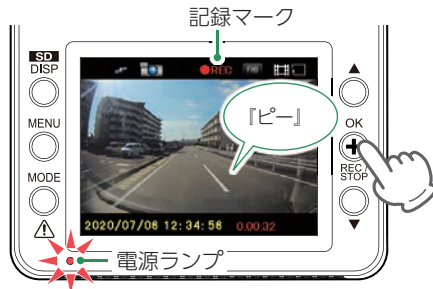 記録マーク
SD
DISP
MENU
MODE
●REC
『ピー』
▲
OK
REC/
STOP
▼
2020/07/06 12:34:56 0:00:32
電源ランプ